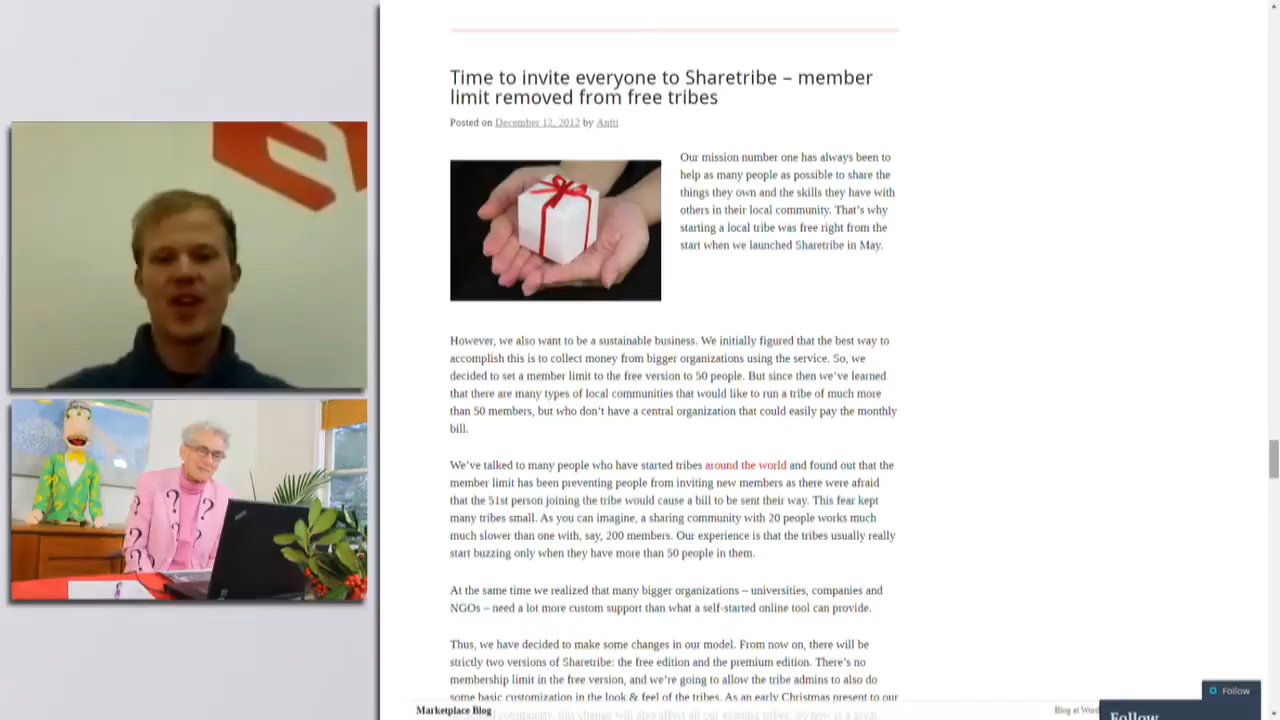 Time to invite everyone to Sharetribe – member
limit removed from free tribes
Posted on December 12, 2012 by Antti
Our mission number one has always been to
help as many people as possible to share the
things they own and the skills they have with
others in their local community. That's why
starting a local tribe was free right from the
start when we launched Sharetribe in May.
However, we also want to be a sustainable business. We initially figured that the best way to
accomplish this is to collect money from bigger organizations using the service. So, we
decided to set a member limit to the free version to 50 people. But since then we've learned
that there are many types of local communities that would like to run a tribe of much more
than 50 members, but who don't have a central organization that could easily pay the monthly
bill.
We've talked to many people who have started tribes around the world and found out that the
member limit has been preventing people from inviting new members as there were afraid
that the 51st person joining the tribe would cause a bill to be sent their way. This fear kept
many tribes small. As you can imagine, a sharing community with 20 people works much
much slower than one with, say, 200 members. Our experience is that the tribes usually really
start buzzing only when they have more than 50 people in them.
At the same time we realized that many bigger organizations – universities, companies and
NGOs – need a lot more custom support than what a self-started online tool can provide.
Thus, we have decided to make some changes in our model. From now on, there will be
strictly two versions of Sharetribe: the free edition and the premium edition. There's no
membership limit in the free version, and we're going to allow the tribe admins to also do
some basic customization in the look & feel of the tribes. As an early Christmas present to our
community, this change will also affect all our existing tribes. So now is a great
Marketplace Blog
Blog at Wor
Follow
Follow
? ? ? ? ? ?